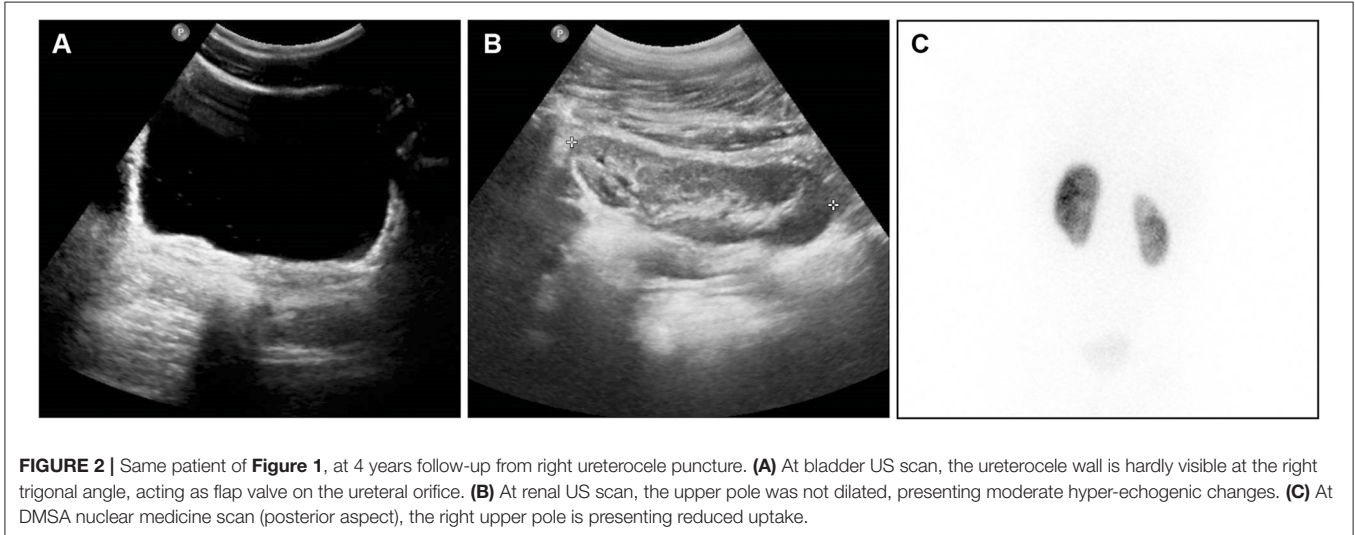 A
P
B
P
C
FIGURE 2 | Same patient of Figure 1, at 4 years follow-up from right ureterocele puncture. (A) At bladder US scan, the ureterocele wall is hardly visible at the right
trigonal angle, acting as flap valve on the ureteral orifice. (B) At renal US scan, the upper pole was not dilated, presenting moderate hyper-echogenic changes. (C) At
DMSA nuclear medicine scan (posterior aspect), the right upper pole is presenting reduced uptake.